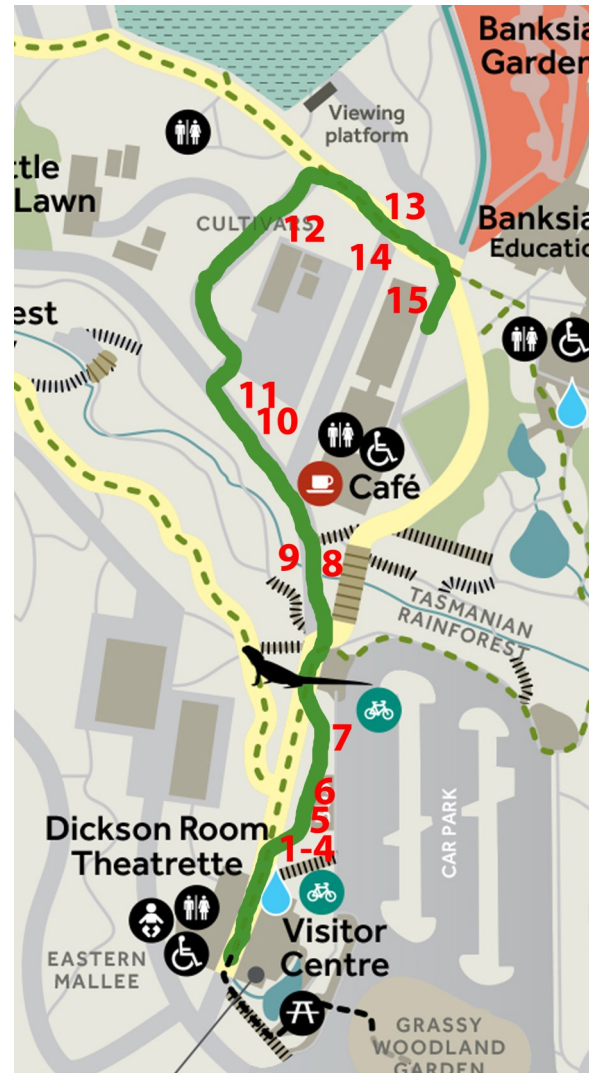 Banksia
Garden
Viewing
platform
ttle
Lawn
13
CULTIVARS
12
Banksia
Educatio
14
15
est
11
10
Café
9
8
TASMANIAN
RAINFOREST
7
6
5
1-4
CAR PARK
Dickson Room
Theatrette
Visitor
Centre
EASTERN
MALLEE
GRASSY
WOODLAND
GARDEN